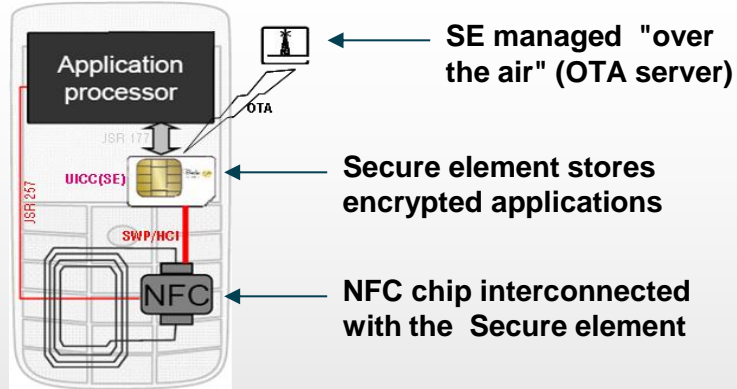 Application
processor
SE managed "over
the air" (OTA server)
OTA
JSR 177
UICC(SE)
Secure element stores
encrypted applications
JSR 257
SWP/HCI
NFC
NFC chip interconnected
with the Secure element